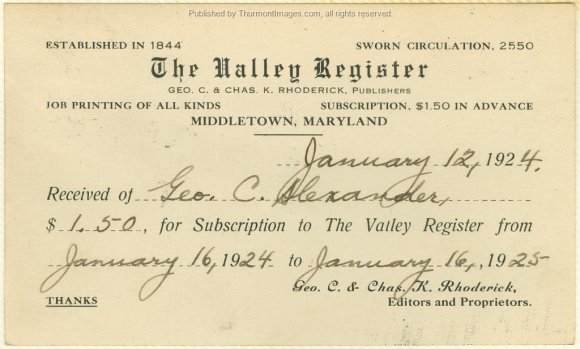 Published by ThurmontImages.com, all rights reserved.
ESTABLISHED IN 1844 SWORN CIRCULATION, 2550
The Valley Register
GEO. C. & CHAS. K. RHODERICK, PUBLISHERS
JOB PRINTING OF ALL KINDS SUBSCRIPTION, $1.50 IN ADVANCE
MIDDLETOWN, MARYLAND
January 12, 1924.
Received of Geo. C. Alexander,
$ 1.50, for Subscription to The Valley Register from
January 16, 1924 to January 16, 1925
Geo. C. & Chas. K. Rhoderick,
THANKS Editors and Proprietors.